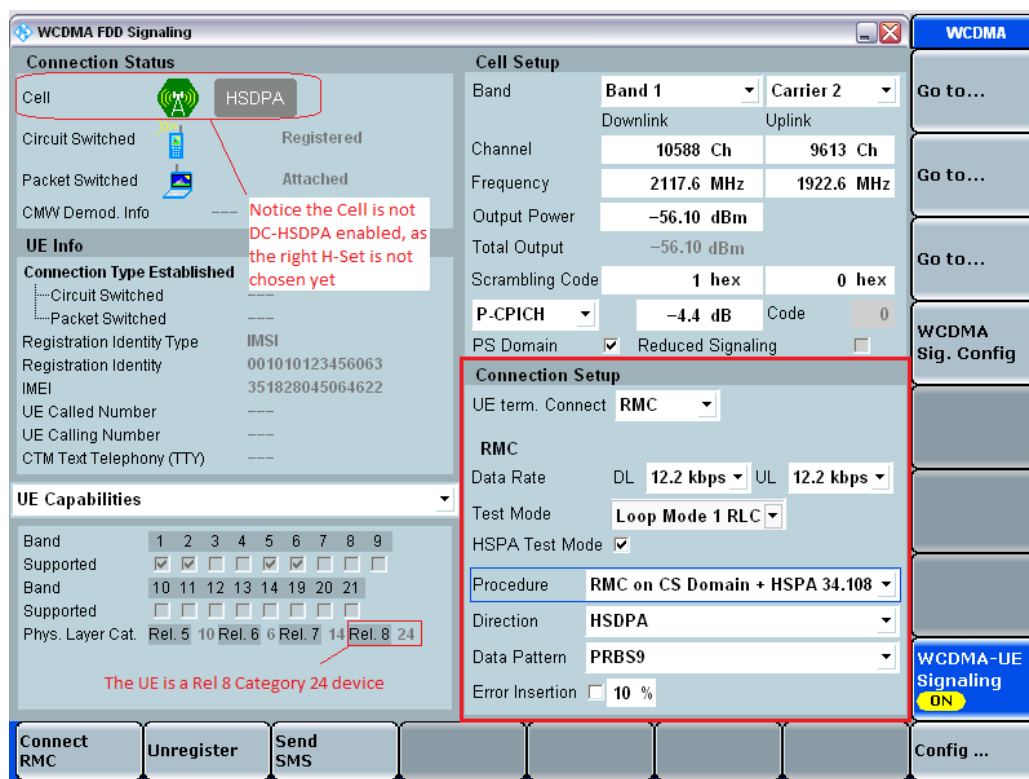 WCDMA FDD Signaling
WCDMA
Connection Status
Cell
HSDPA
Circuit Switched
Registered
Packet Switched
Attached
CMW Demod. Info ---
Notice the Cell is not
DC-HSDPA enabled, as
the right H-Set is not
chosen yet
UE Info
Connection Type Established
Circuit Switched ---
Packet Switched ---
Registration Identity Type IMSI
Registration Identity 001010123456063
IMEI 351828045064622
UE Called Number ---
UE Calling Number ---
CTM Text Telephony (TTY) ---
UE Capabilities
Band 1 2 3 4 5 6 7 8 9
Supported
Band 10 11 12 13 14 19 20 21
Supported
Phys. Layer Cat. Rel. 5 10 Rel. 6 6 Rel. 7 14 Rel. 8 24
The UE is a Rel 8 Category 24 device
Cell Setup
Band Band 1 Carrier 2
Downlink Uplink
Channel 10588 Ch 9613 Ch
Frequency 2117.6 MHz 1922.6 MHz
Output Power −56.10 dBm
Total Output −56.10 dBm
Scrambling Code 1 hex 0 hex
P-CPICH −4.4 dB Code 0
PS Domain Reduced Signaling
Connection Setup
UE term. Connect RMC
RMC
Data Rate DL 12.2 kbps UL 12.2 kbps
Test Mode Loop Mode 1 RLC
HSPA Test Mode
Procedure RMC on CS Domain + HSPA 34.108
Direction HSDPA
Data Pattern PRBS9
Error Insertion 10 %
Go to...
Go to...
Go to...
WCDMA
Sig. Config
WCDMA-UE
Signaling
ON
Connect
RMC
Unregister
Send
SMS
Config ...